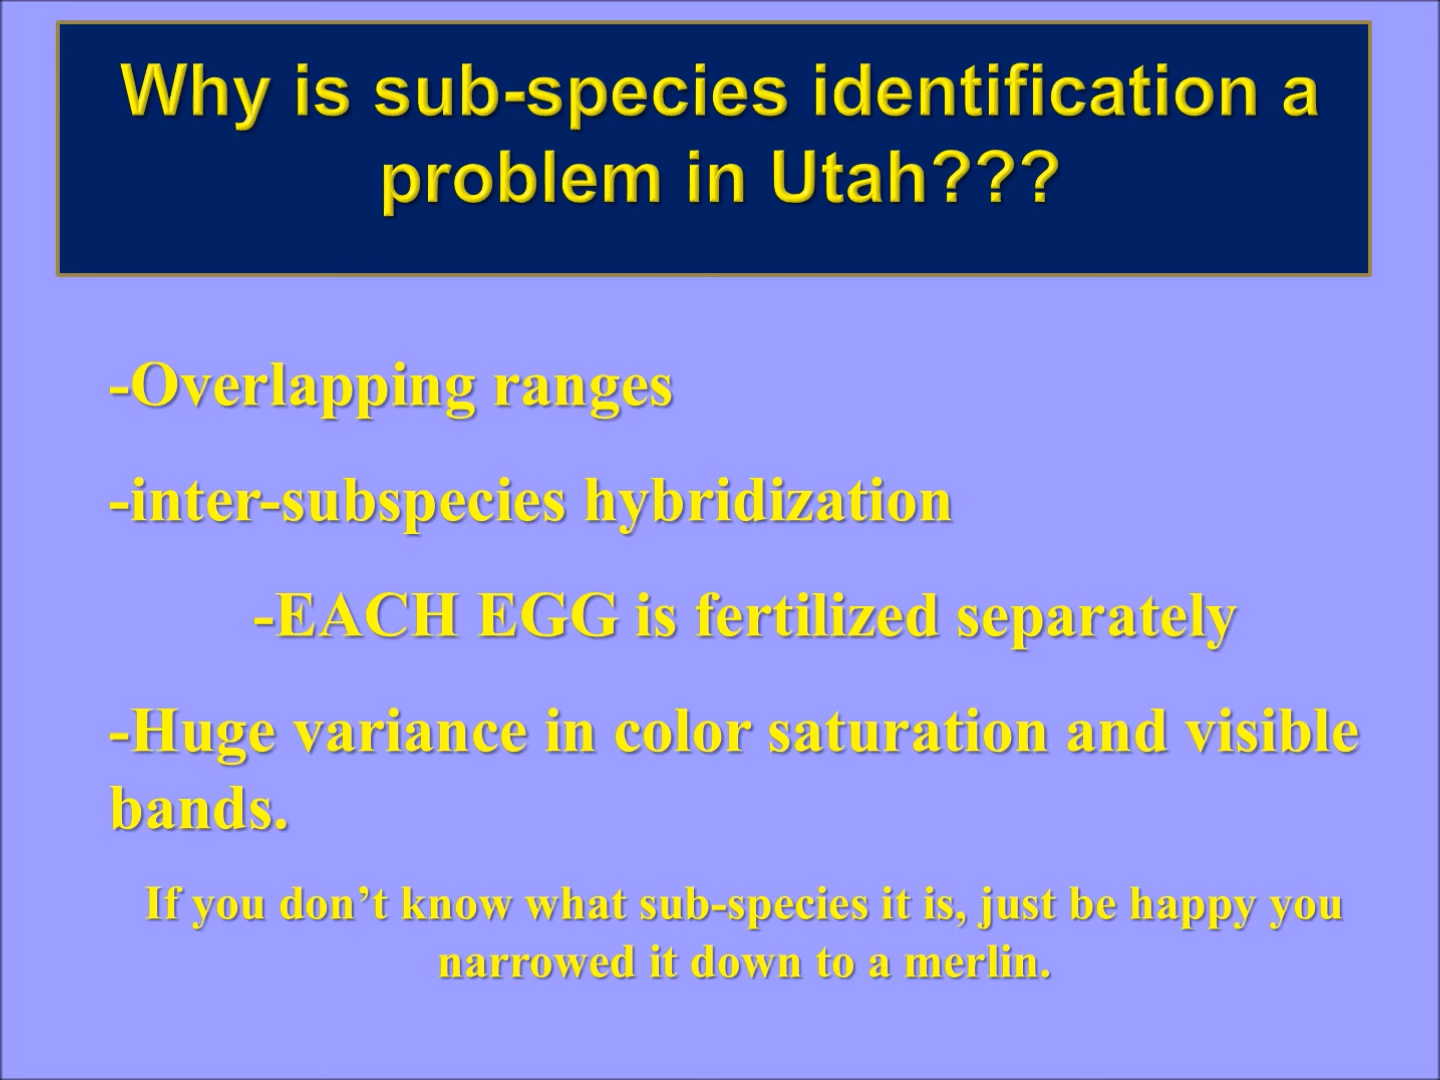 Why is sub-species identification a
problem in Utah???
-Overlapping ranges
-inter-subspecies hybridization
-EACH EGG is fertilized separately
-Huge variance in color saturation and visible
bands.
If you don’t know what sub-species it is, just be happy you
narrowed it down to a merlin.